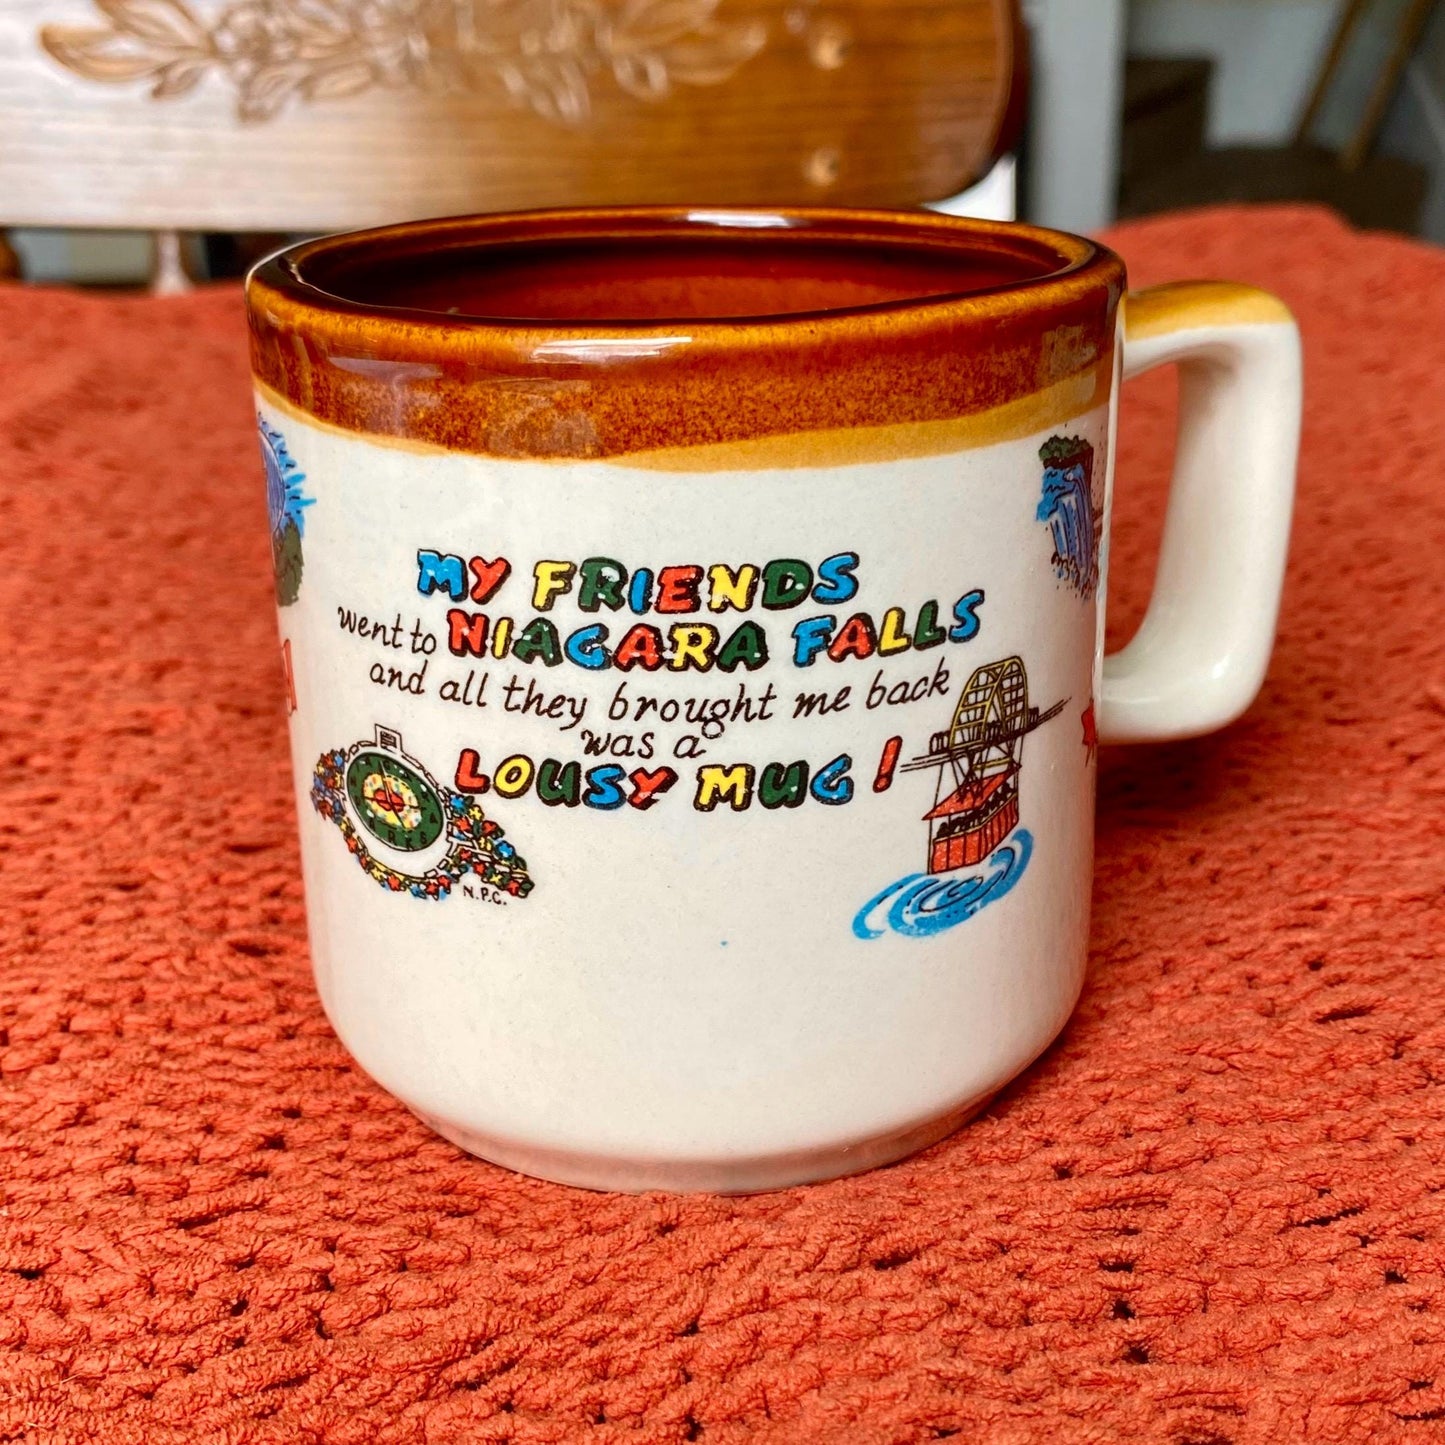 MY FRIENDS
went to NIAGARA FALLS
and all they brought me back
was a
LOUSY MUG!
N.P.C.